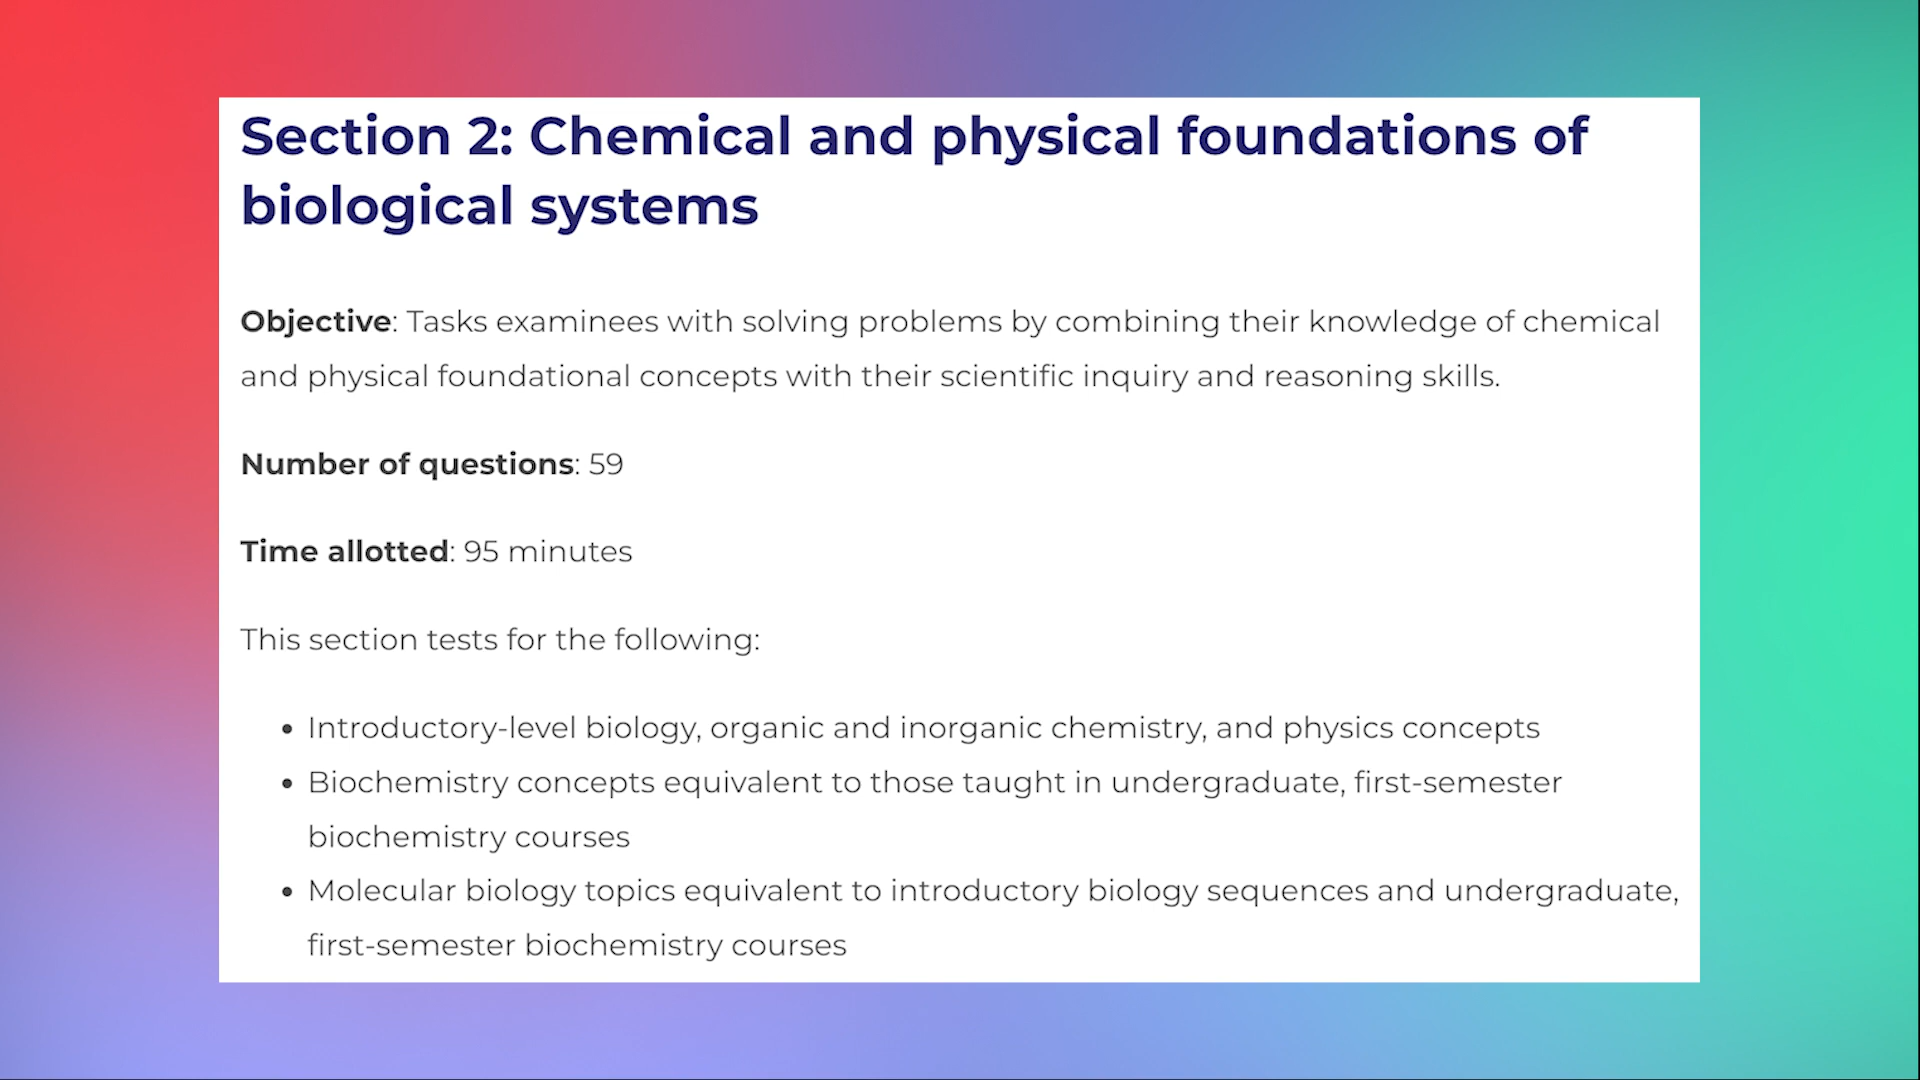 Section 2: Chemical and physical foundations of
biological systems
Objective: Tasks examinees with solving problems by combining their knowledge of chemical
and physical foundational concepts with their scientific inquiry and reasoning skills.
Number of questions: 59
Time allotted: 95 minutes
This section tests for the following:
• Introductory-level biology, organic and inorganic chemistry, and physics concepts
• Biochemistry concepts equivalent to those taught in undergraduate, first-semester
biochemistry courses
• Molecular biology topics equivalent to introductory biology sequences and undergraduate,
first-semester biochemistry courses